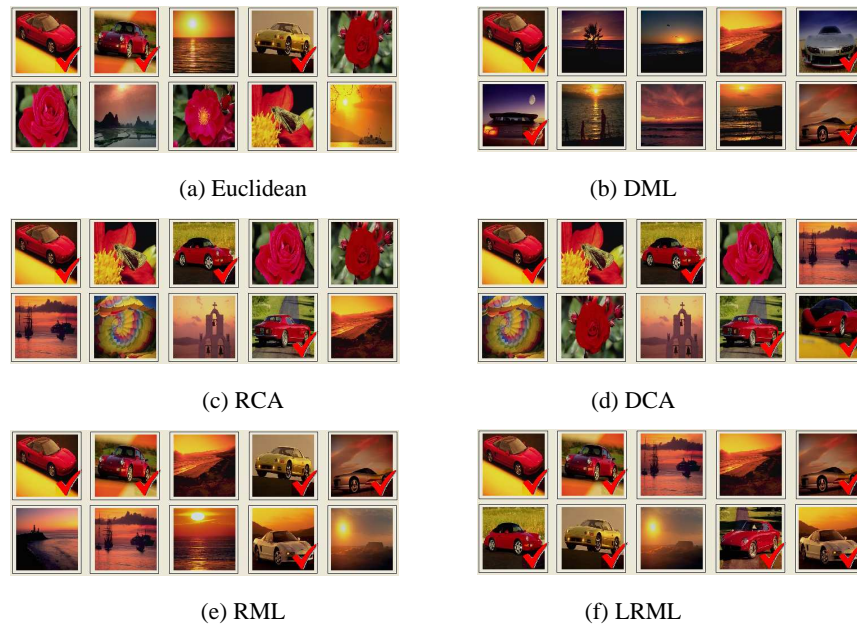 (a) Euclidean
(b) DML
(c) RCA
(d) DCA
(e) RML
(f) LRML